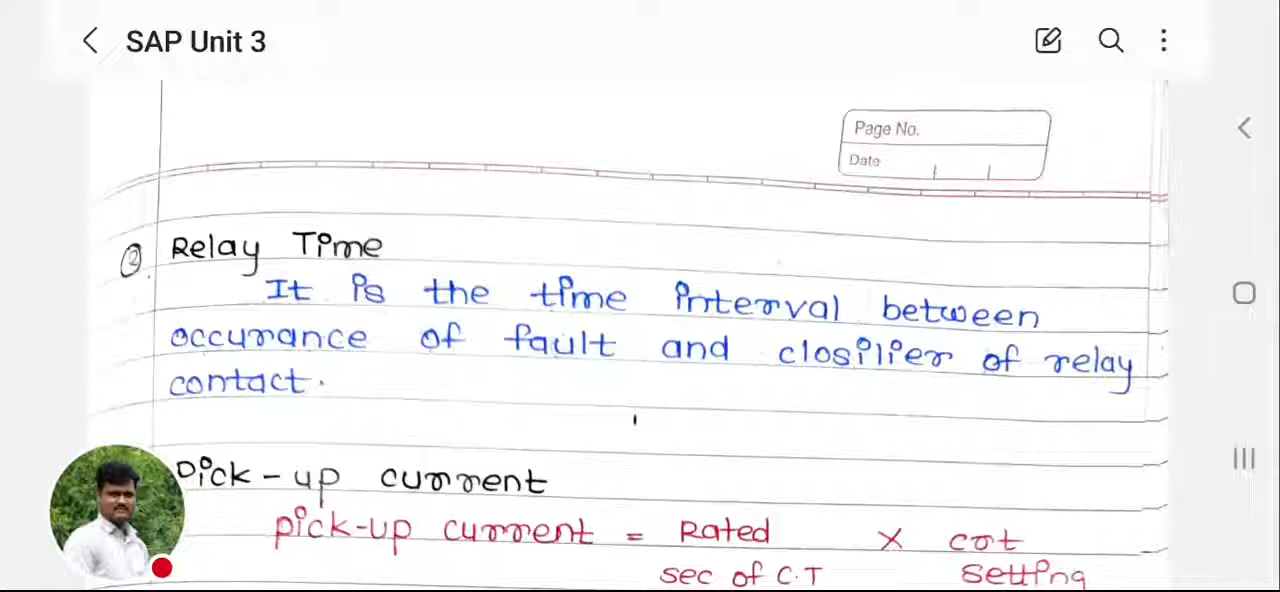 SAP Unit 3
Page No.
Date
② Relay Time
It is the time interval between
occurance of fault and closilier of relay
contact.
Pick-up current
pick-up current = Rated × cot
sec of C.T setting